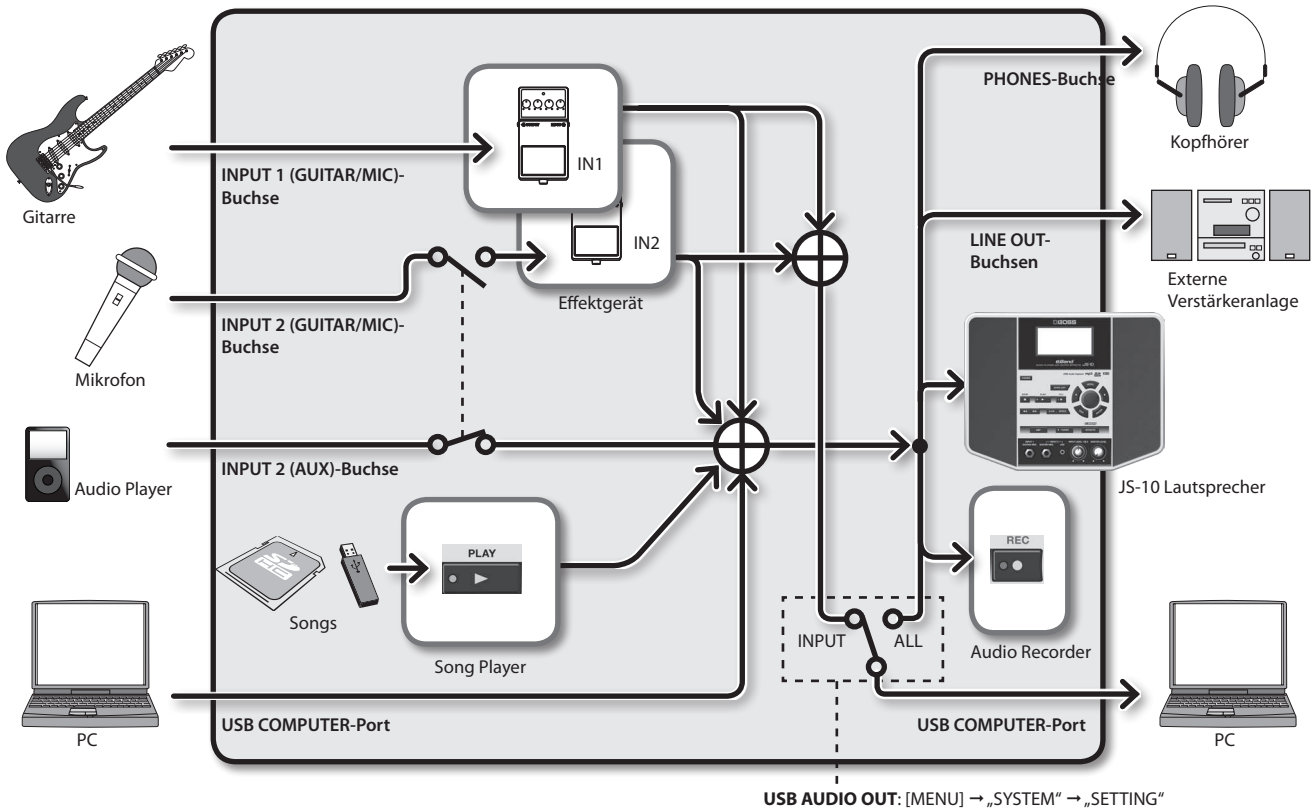 PHONES-Buchse
Kopfhörer
IN1
INPUT 1 (GUITAR/MIC)-
Buchse
Gitarre
IN2
LINE OUT-
Buchsen
Effektgerät
Externe
Verstärkeranlage
INPUT 2 (GUITAR/MIC)-
Buchse
BOSS
Mikrofon
INPUT 2 (AUX)-Buchse
Audio Player
JS-10 Lautsprecher
PLAY
REC
Songs
INPUT
ALL
Audio Recorder
Song Player
USB COMPUTER-Port
USB COMPUTER-Port
PC
PC
USB AUDIO OUT: [MENU] → „SYSTEM“ → „SETTING“